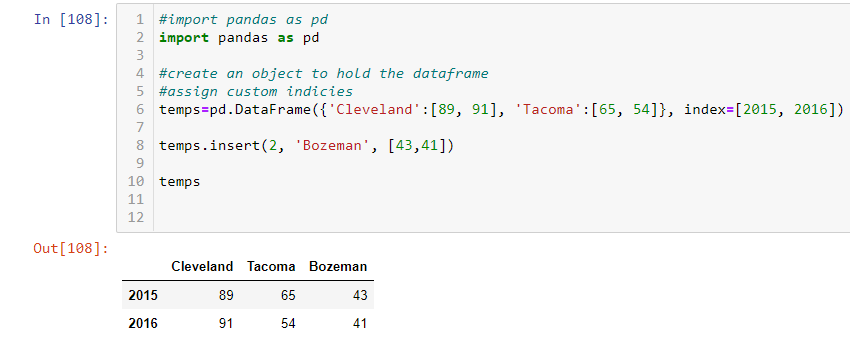 In [108]:
1 #import pandas as pd
2 import pandas as pd
3
4 #create an object to hold the dataframe
5 #assign custom indicies
6 temps=pd.DataFrame({'Cleveland':[89, 91], 'Tacoma':[65, 54]}, index=[2015, 2016])
7
8 temps.insert(2, 'Bozeman', [43,41])
9
10 temps
11
12
Out[108]:
Cleveland Tacoma Bozeman
2015 89 65 43
2016 91 54 41